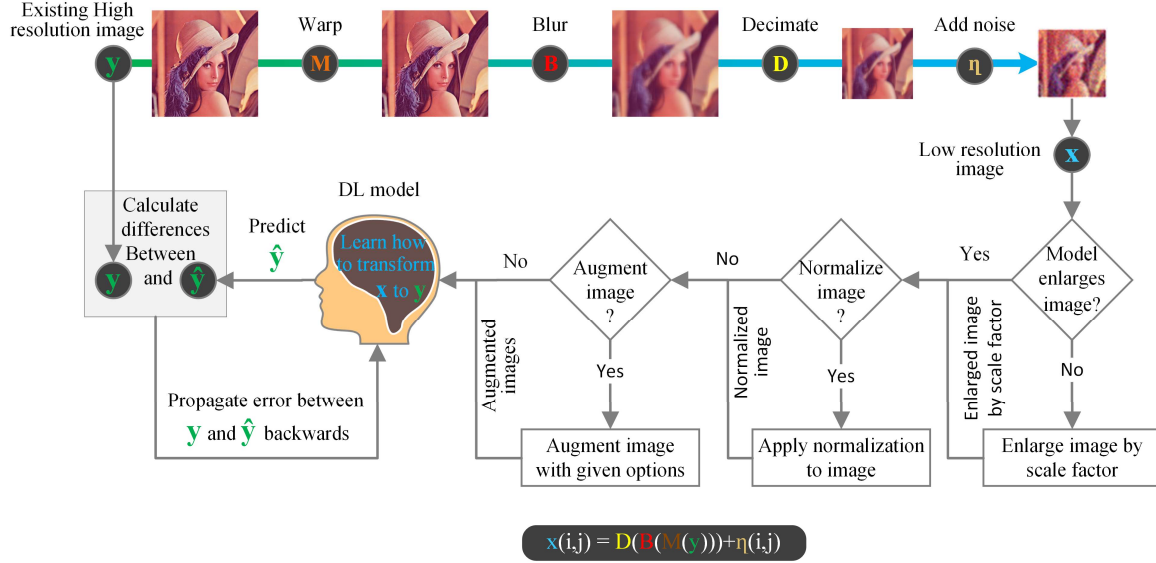 Existing High
resolution image
y
Warp
M
Blur
B
Decimate
D
Add noise
η
Low resolution
image
x
Model
enlarges
image?
Yes
No
Enlarge image by
scale factor
Enlarged image
by scale factor
Normalize
image
?
No
Yes
Apply normalization
to image
Normalized
image
Augment
image
?
No
Yes
Augment image
with given options
Augmented
images
DL model
Learn how
to transform
x to y
Predict
ŷ
Calculate
differences
Between
y and ŷ
Propagate error between
y and ŷ backwards
x(i,j) = D(B(M(y)))+η(i,j)